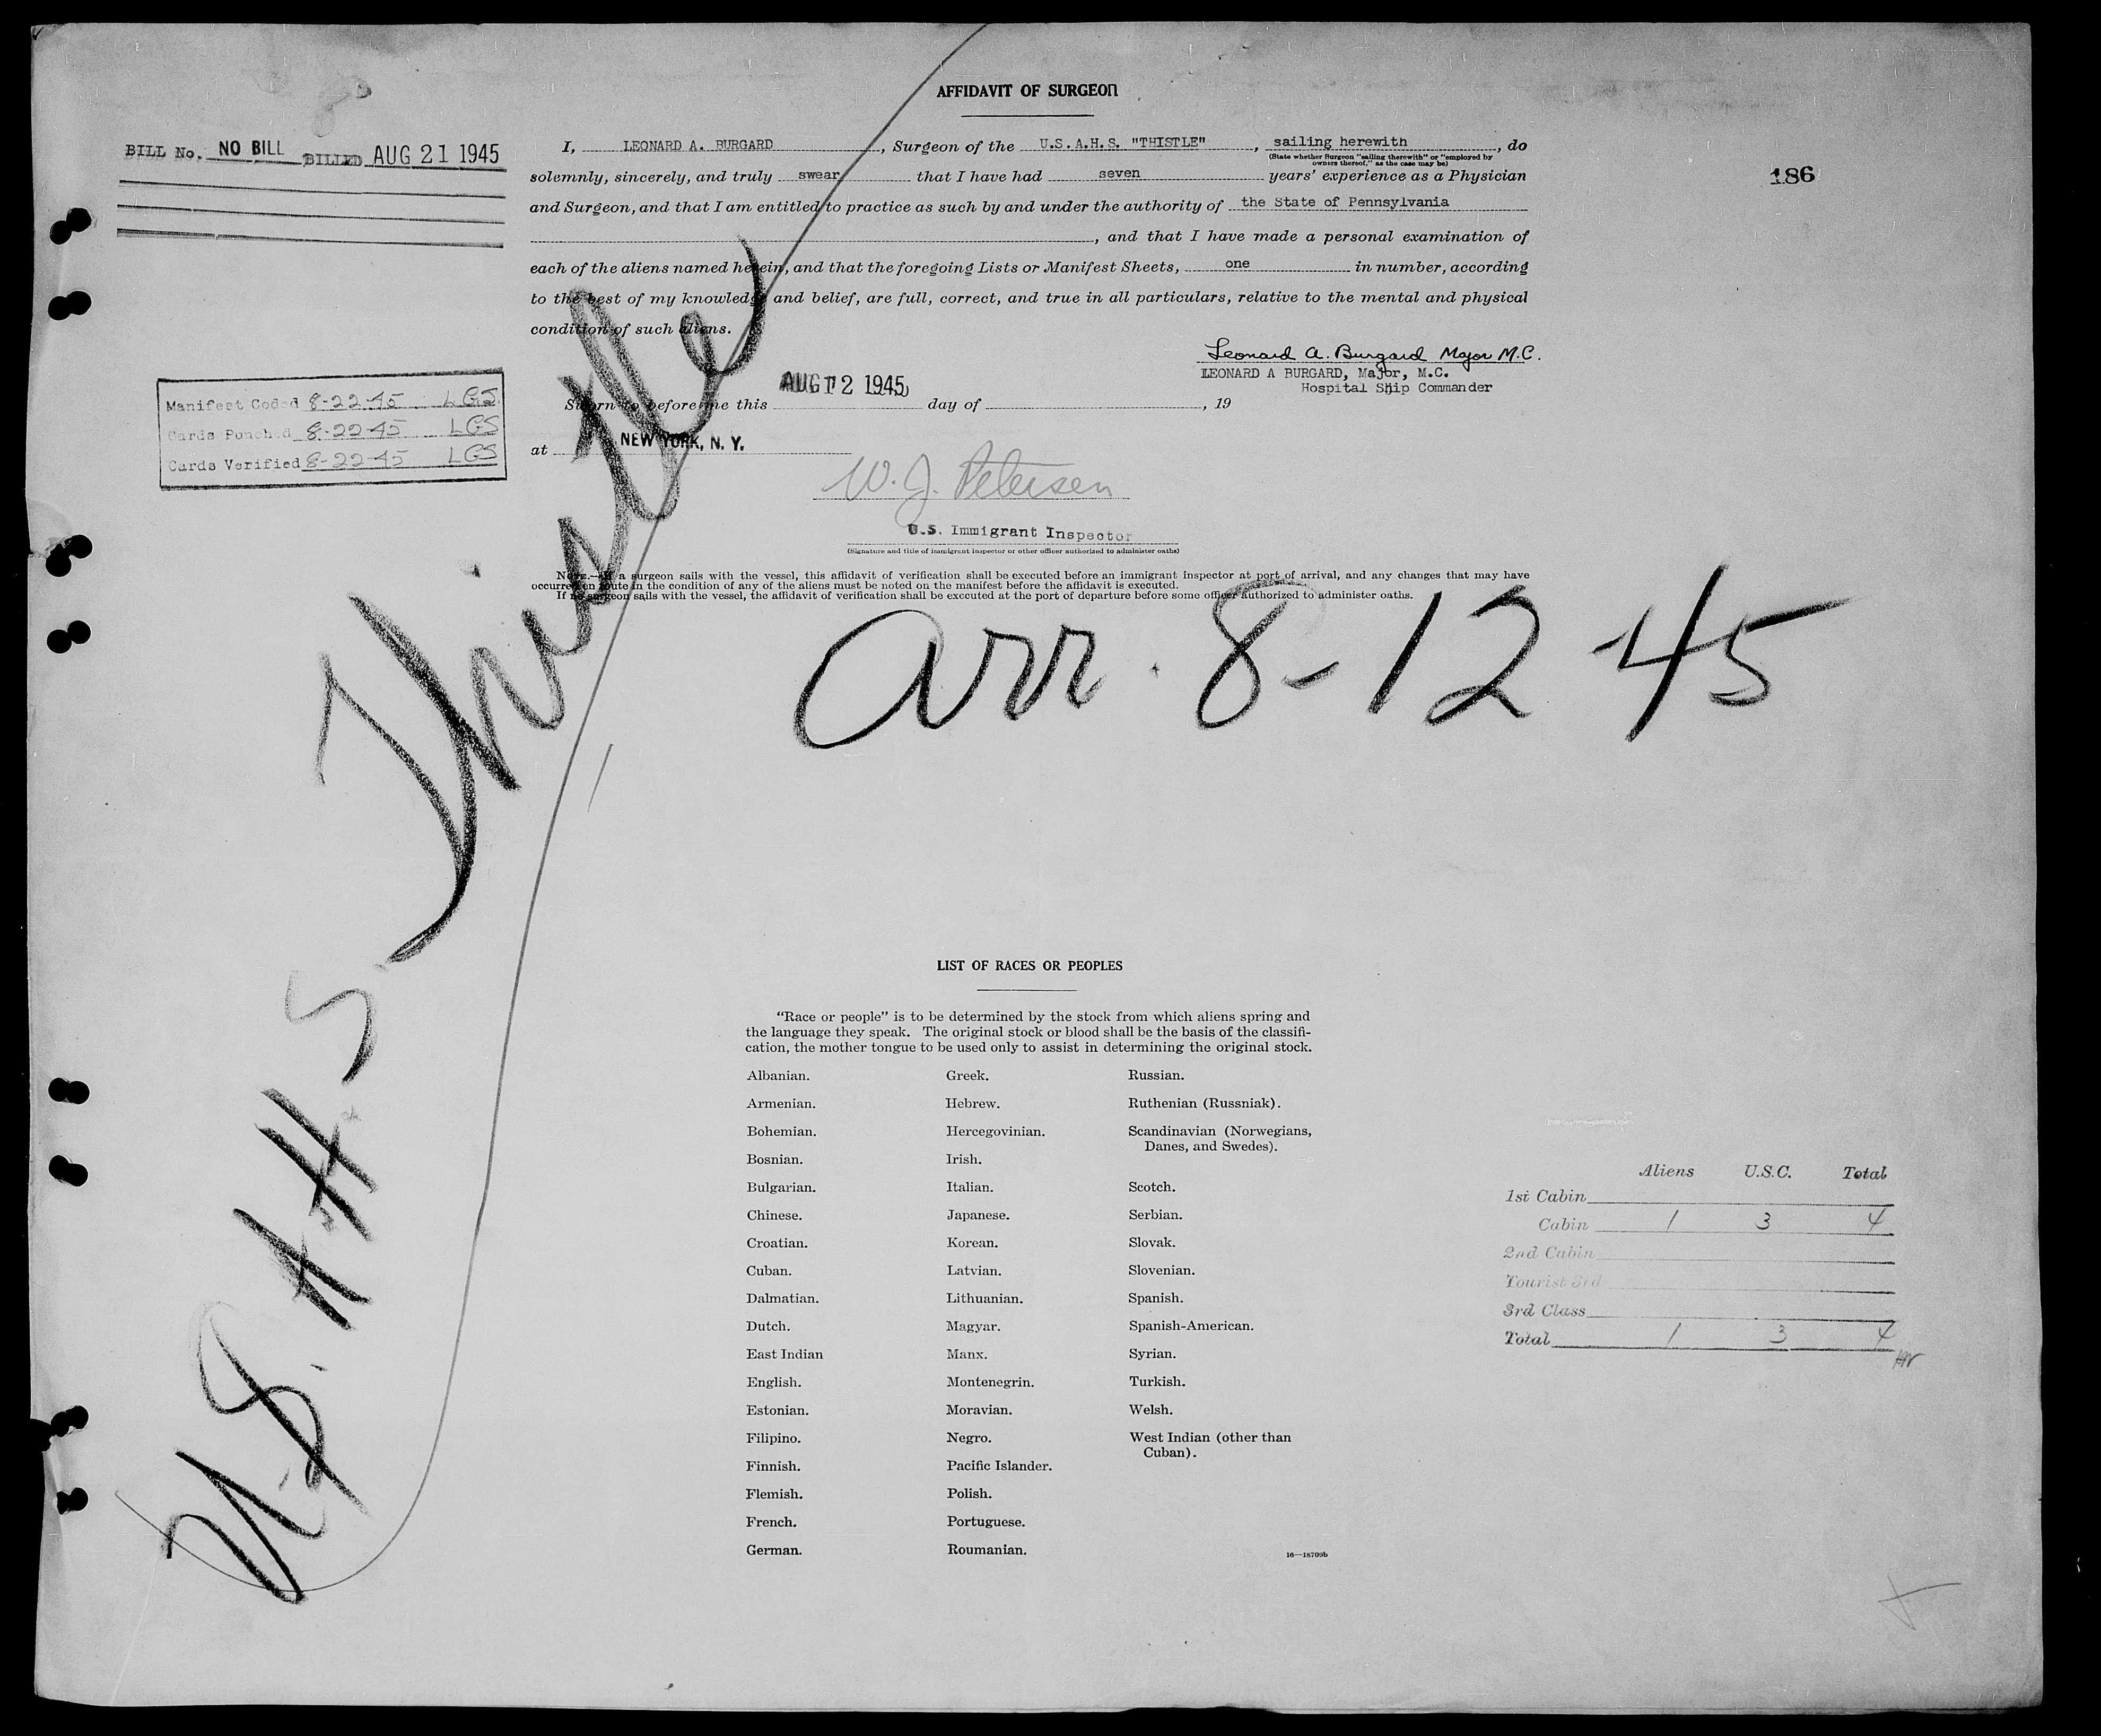 AFFIDAVIT OF SURGEON
BILL No. NO BILL BILLED AUG 21 1945
186
I, LEONARD A. BURGARD, Surgeon of the U.S.A.H.S. "THISTLE", sailing herewith, do
(State whether Surgeon "sailing therewith" or "employed by
owners thereof," as the case may be)
solemnly, sincerely, and truly swear that I have had seven years' experience as a Physician
and Surgeon, and that I am entitled to practice as such by and under the authority of the State of Pennsylvania
, and that I have made a personal examination of
each of the aliens named herein, and that the foregoing Lists or Manifest Sheets, one in number, according
to the best of my knowledge and belief, are full, correct, and true in all particulars, relative to the mental and physical
condition of such aliens.
Leonard A. Burgard Major M.C.
LEONARD A BURGARD, Major, M.C.
Hospital Ship Commander
Sworn to before me this AUG 12 1945 day of , 19
at NEW YORK, N. Y.
W. J. Petersen
U.S. Immigrant Inspector
(Signature and title of immigrant inspector or other officer authorized to administer oaths)
Manifest Coded 8-22-45 LGS
Cards Punched 8-22-45 LGS
Cards Verified 8-22-45 LGS
NOTE.—If a surgeon sails with the vessel, this affidavit of verification shall be executed before an immigrant inspector at port of arrival, and any changes that may have
occurred en route in the condition of any of the aliens must be noted on the manifest before the affidavit is executed.
If no surgeon sails with the vessel, the affidavit of verification shall be executed at the port of departure before some officer authorized to administer oaths.
U.S.A.H.S. Thistle
arr. 8-12 45
LIST OF RACES OR PEOPLES
"Race or people" is to be determined by the stock from which aliens spring and
the language they speak. The original stock or blood shall be the basis of the classifi-
cation, the mother tongue to be used only to assist in determining the original stock.
Albanian.
Armenian.
Bohemian.
Bosnian.
Bulgarian.
Chinese.
Croatian.
Cuban.
Dalmatian.
Dutch.
East Indian
English.
Estonian.
Filipino.
Finnish.
Flemish.
French.
German.
Greek.
Hebrew.
Hercegovinian.
Irish.
Italian.
Japanese.
Korean.
Latvian.
Lithuanian.
Magyar.
Manx.
Montenegrin.
Moravian.
Negro.
Pacific Islander.
Polish.
Portuguese.
Roumanian.
Russian.
Ruthenian (Russniak).
Scandinavian (Norwegians,
Danes, and Swedes).
Scotch.
Serbian.
Slovak.
Slovenian.
Spanish.
Spanish-American.
Syrian.
Turkish.
Welsh.
West Indian (other than
Cuban).
16—18709b
Aliens U.S.C. Total
1st Cabin
Cabin 1 3 4
2nd Cabin
Tourist 3rd
3rd Class
Total 1 3 4